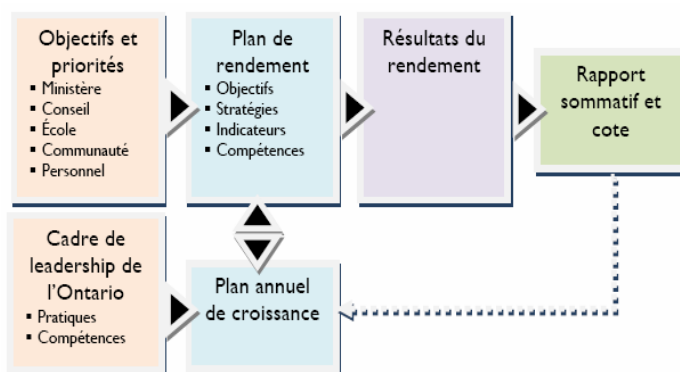 Objectifs et
priorités
▪ Ministère
▪ Conseil
▪ École
▪ Communauté
▪ Personnel
Plan de
rendement
▪ Objectifs
▪ Stratégies
▪ Indicateurs
▪ Compétences
Résultats du
rendement
Rapport
sommatif et
cote
Cadre de
leadership de
l'Ontario
▪ Pratiques
▪ Compétences
Plan annuel
de croissance